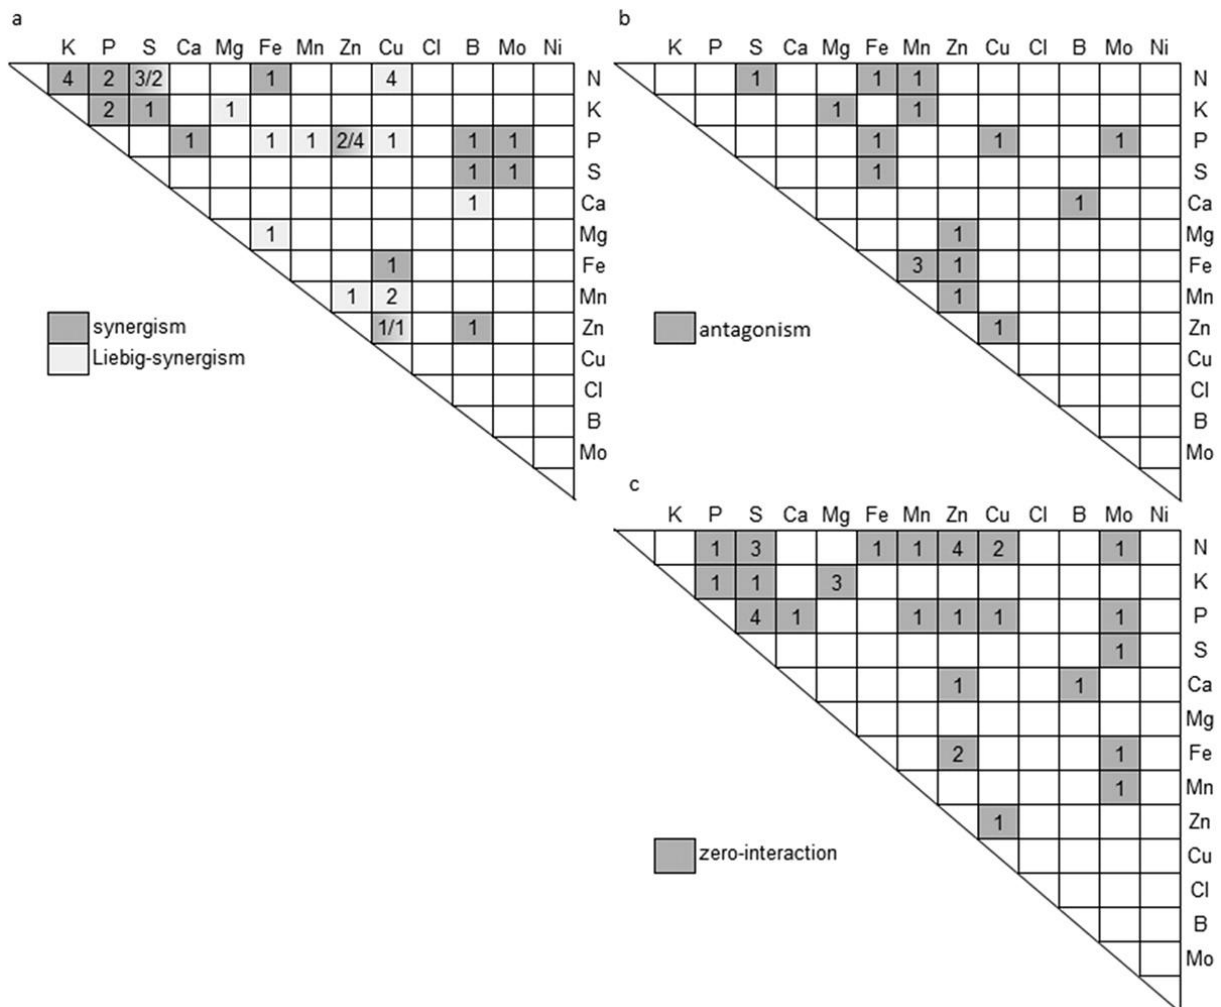 a
K P S Ca Mg Fe Mn Zn Cu Cl B Mo Ni
4 2 3/2 1 4 N
2 1 1 K
1 1 1 2/4 1 1 1 P
1 1 S
1 Ca
1 Mg
1 Fe
1 2 Mn
1/1 1 Zn
Cu
Cl
B
Mo
synergism
Liebig-synergism
b
K P S Ca Mg Fe Mn Zn Cu Cl B Mo Ni
1 1 1 N
1 1 K
1 1 1 P
1 S
1 Ca
1 Mg
3 1 Fe
1 Mn
1 Zn
Cu
Cl
B
Mo
antagonism
c
K P S Ca Mg Fe Mn Zn Cu Cl B Mo Ni
1 3 1 1 4 2 1 N
1 1 3 K
4 1 1 1 1 1 P
1 S
1 1 Ca
Mg
2 1 Fe
1 Mn
1 Zn
Cu
Cl
B
Mo
zero-interaction